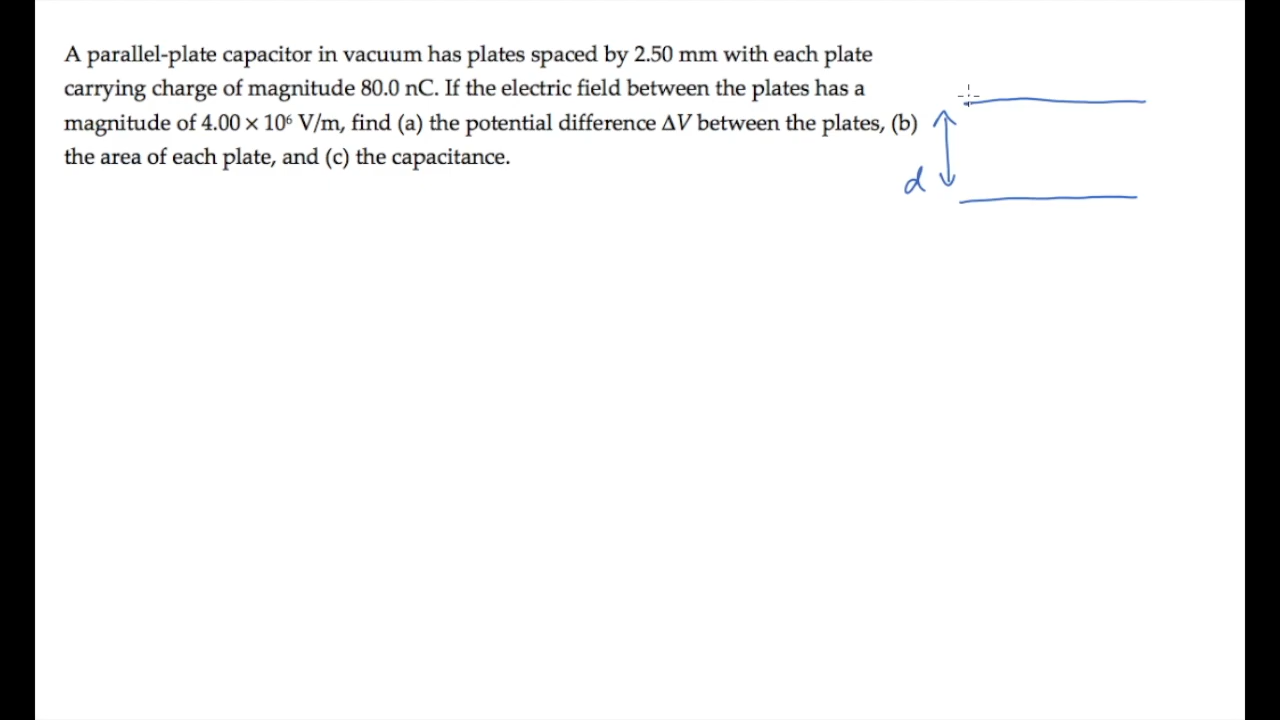 A parallel-plate capacitor in vacuum has plates spaced by 2.50 mm with each plate
carrying charge of magnitude 80.0 nC. If the electric field between the plates has a
magnitude of 4.00 × 10⁶ V/m, find (a) the potential difference ΔV between the plates, (b)
the area of each plate, and (c) the capacitance.
d